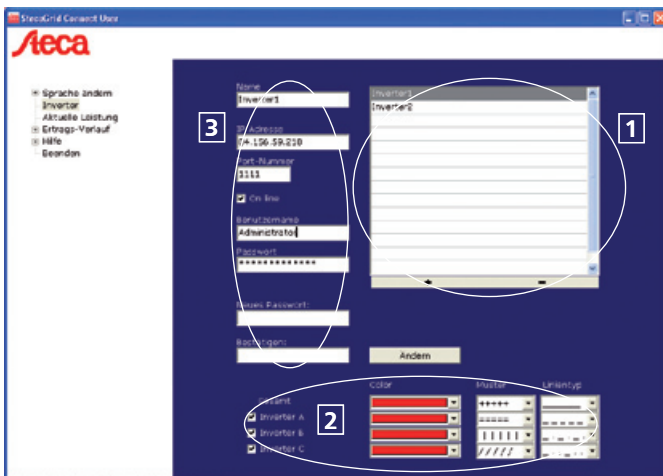 StecaGrid Connect User
Steca
Sprache ändern
Inverter
Aktuelle Leistung
Ertrags-Verlauf
Hilfe
Beenden
3
Name
Inverter1
IP Adresse
74.156.59.210
Port-Nummer
1111
On line
Benutzername
Administrator
Passwort
*************
Neues Passwort:
Bestätigen:
1
Inverter1
Inverter2
+ -
Ändern
2
Color Muster Linientyp
Gesamt +++++
Inverter A =====
Inverter B | | | | |
Inverter C / / / / /